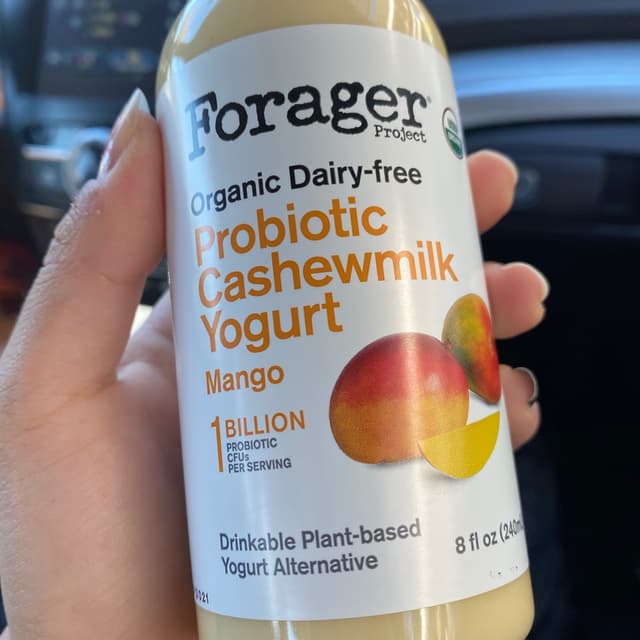 Forager
Project
Organic Dairy-free
Probiotic
Cashewmilk
Yogurt
Mango
1 BILLION
PROBIOTIC
CFUs
PER SERVING
Drinkable Plant-based
Yogurt Alternative
8 fl oz (240m